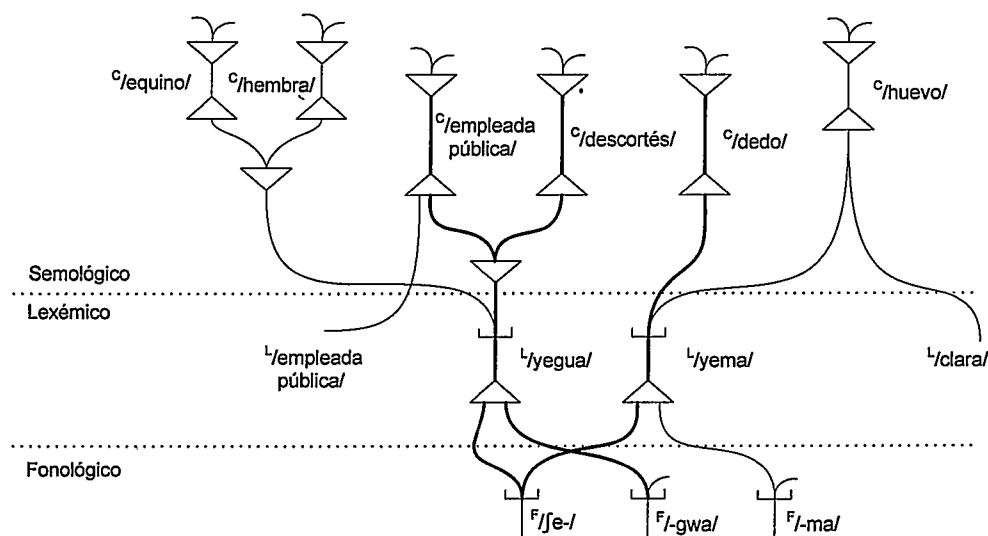 C/equino/
C/hembra/
C/empleada
pública/
C/descortés/
C/dedo/
C/huevo/
Semológico
Lexémico
L/empleada
pública/
L/yegua/
L/yema/
L/clara/
Fonológico
F/ʃe-/
F/-gwa/
F/-ma/